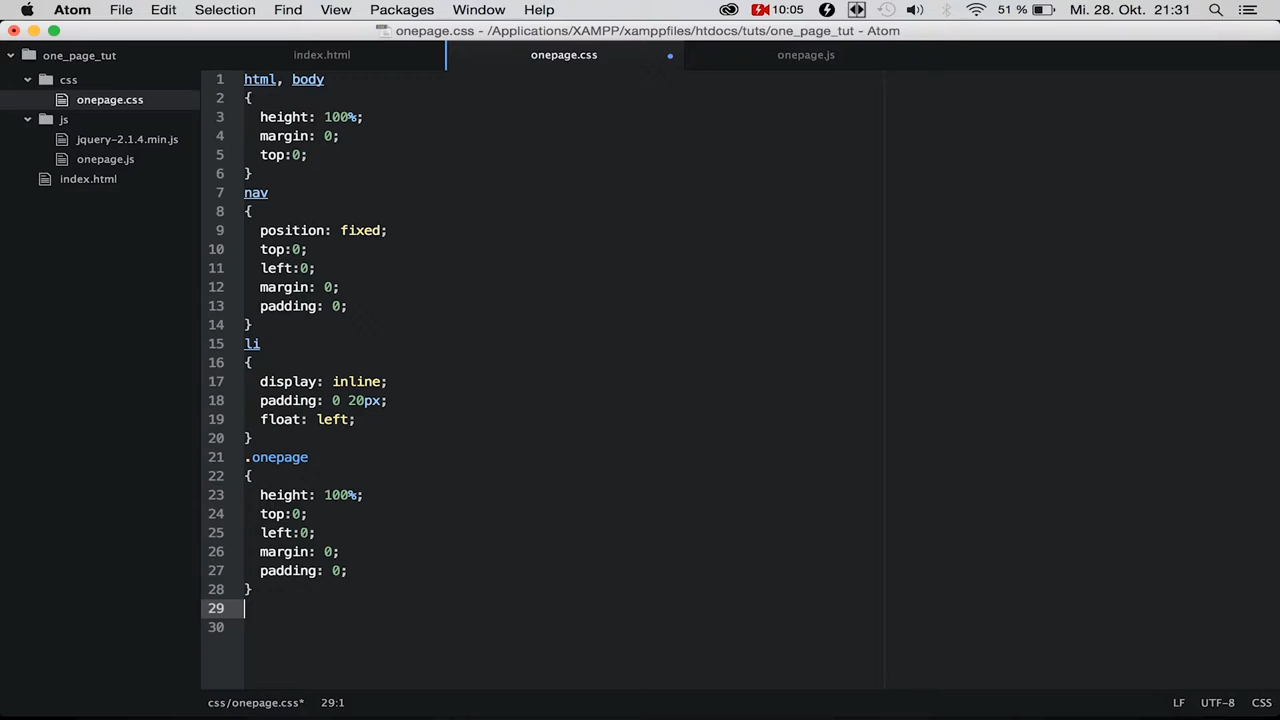 Atom File Edit Selection Find View Packages Window Help 10:05 51 % Mi. 28. Okt. 21:31
onepage.css - /Applications/XAMPP/xamppfiles/htdocs/tuts/one_page_tut - Atom
one_page_tut
css
onepage.css
js
jquery-2.1.4.min.js
onepage.js
index.html
index.html onepage.css onepage.js
1 html, body
2 {
3 height: 100%;
4 margin: 0;
5 top:0;
6 }
7 nav
8 {
9 position: fixed;
10 top:0;
11 left:0;
12 margin: 0;
13 padding: 0;
14 }
15 li
16 {
17 display: inline;
18 padding: 0 20px;
19 float: left;
20 }
21 .onepage
22 {
23 height: 100%;
24 top:0;
25 left:0;
26 margin: 0;
27 padding: 0;
28 }
29
30
css/onepage.css* 29:1 LF UTF-8 CSS